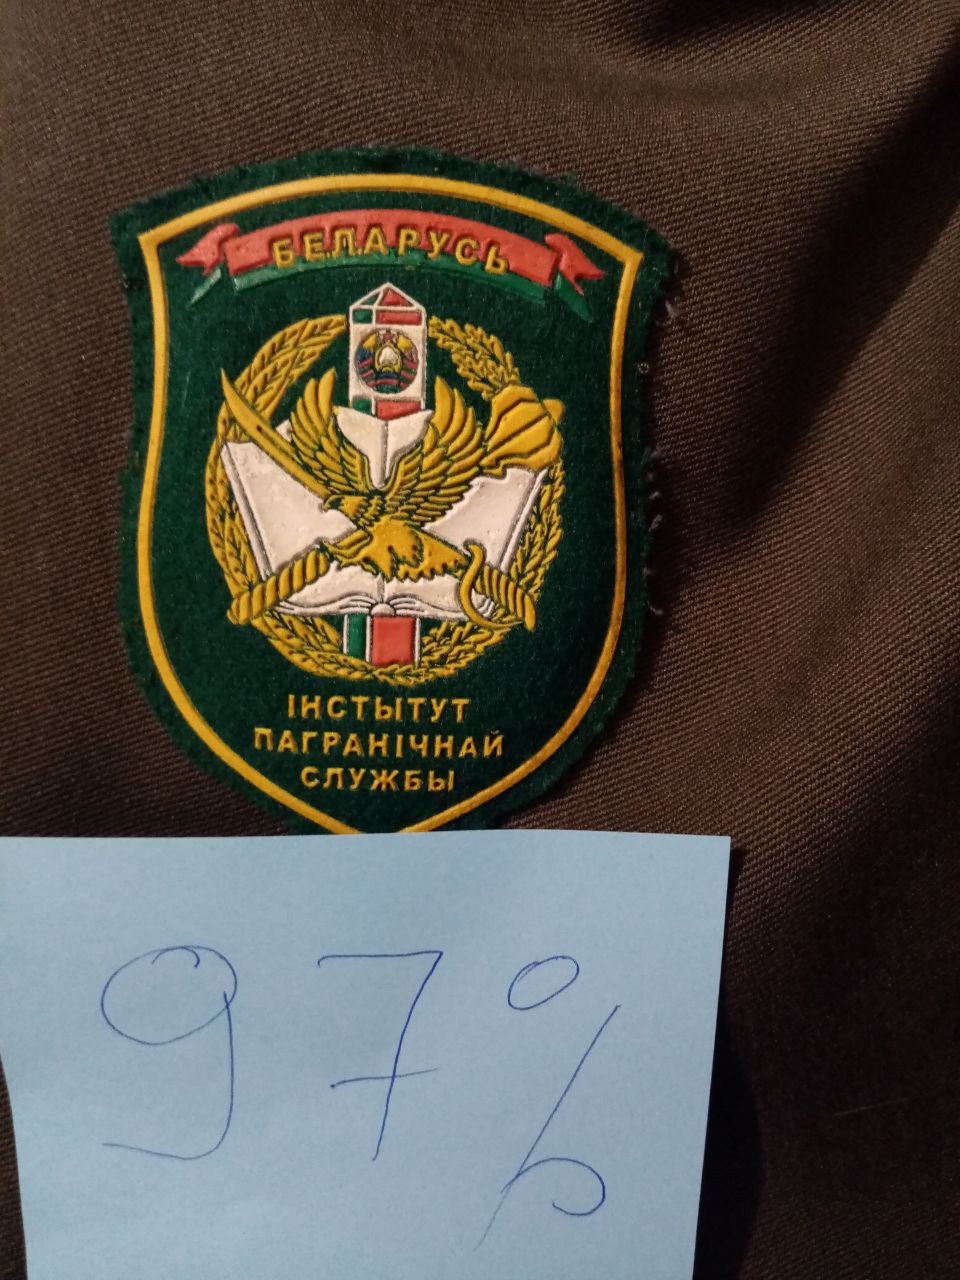 БЕЛАРУСЬ
ІНСТЫТУТ
ПАГРАНІЧНАЙ
СЛУЖБЫ
97%